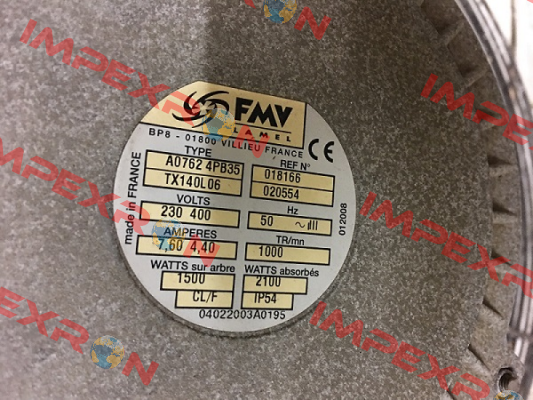 IMPEXRON
IMPEXRON
IMPEXRON
IMPEXRON
FMV
LAMEL
BP8 - 01800 VILLIEU FRANCE
CE
TYPE
A0762 4PB35
TX140L06
REF N°
018166
020554
VOLTS
230 400
Hz
50 ~
AMPERES
7,60 4,40
TR/mn
1000
WATTS sur arbre
1500
WATTS absorbés
2100
CL/F
IP54
04022003A0195
made in FRANCE
012008